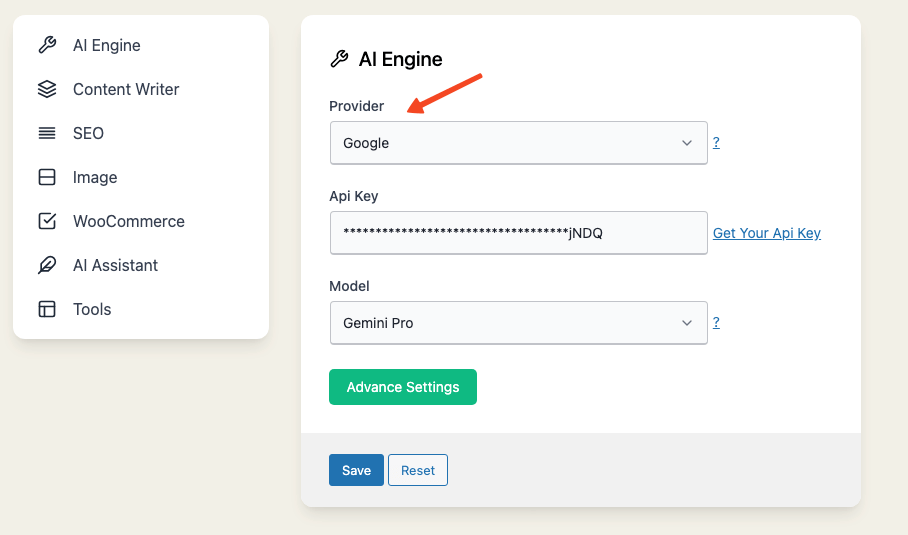 AI Engine
Content Writer
SEO
Image
WooCommerce
AI Assistant
Tools
AI Engine
Provider
Google
?
Api Key
***********************************jNDQ
Get Your Api Key
Model
Gemini Pro
?
Advance Settings
Save
Reset